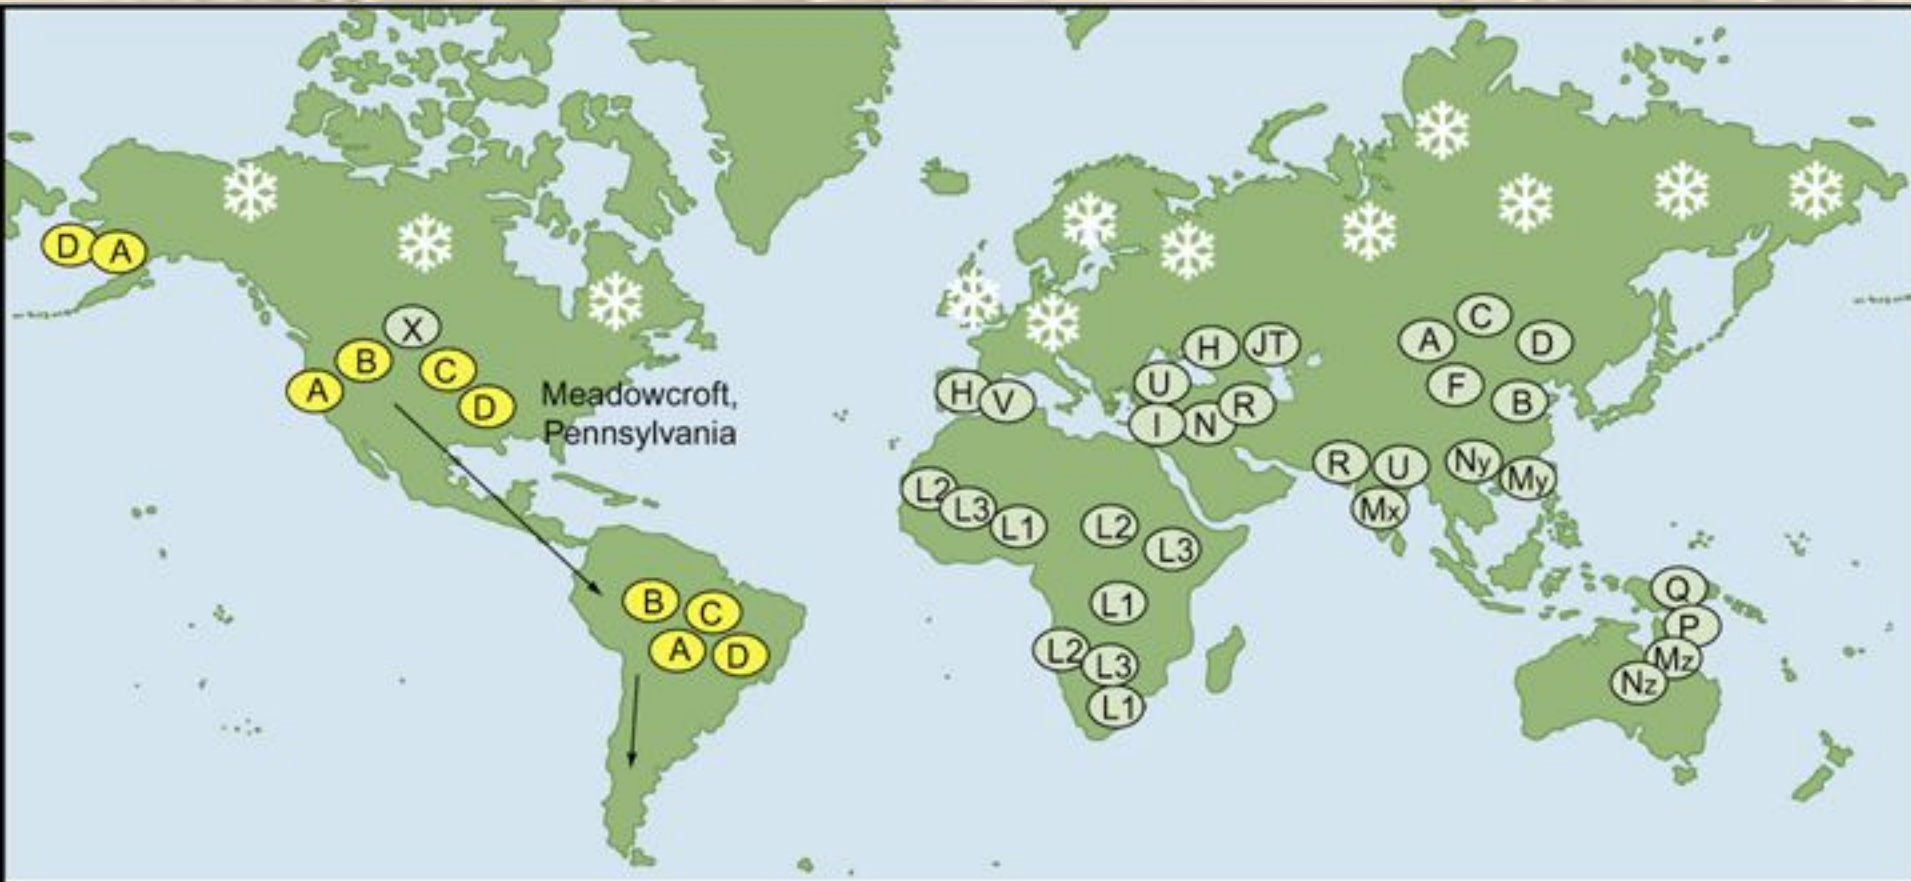 D
A
X
B
C
A
D
Meadowcroft,
Pennsylvania
B
C
A
D
H
JT
U
H
V
R
I
N
L2
L3
L1
L2
L3
L1
L2
L3
L1
C
A
D
F
B
R
U
Ny
My
Mx
Q
P
Mz
Nz